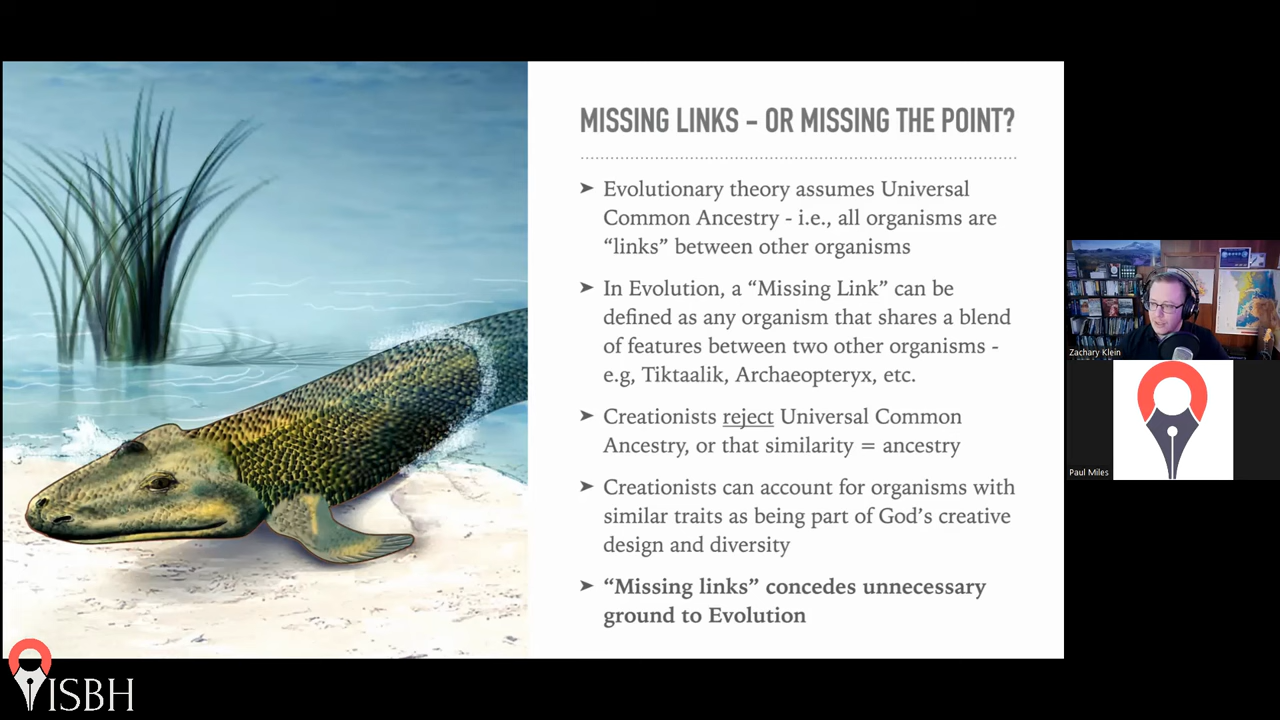 MISSING LINKS - OR MISSING THE POINT?
➤ Evolutionary theory assumes Universal
Common Ancestry - i.e., all organisms are
“links” between other organisms
➤ In Evolution, a “Missing Link” can be
defined as any organism that shares a blend
of features between two other organisms -
e.g, Tiktaalik, Archaeopteryx, etc.
➤ Creationists reject Universal Common
Ancestry, or that similarity = ancestry
➤ Creationists can account for organisms with
similar traits as being part of God’s creative
design and diversity
➤ “Missing links” concedes unnecessary
ground to Evolution
Zachary Klein
Paul Miles
ISBH